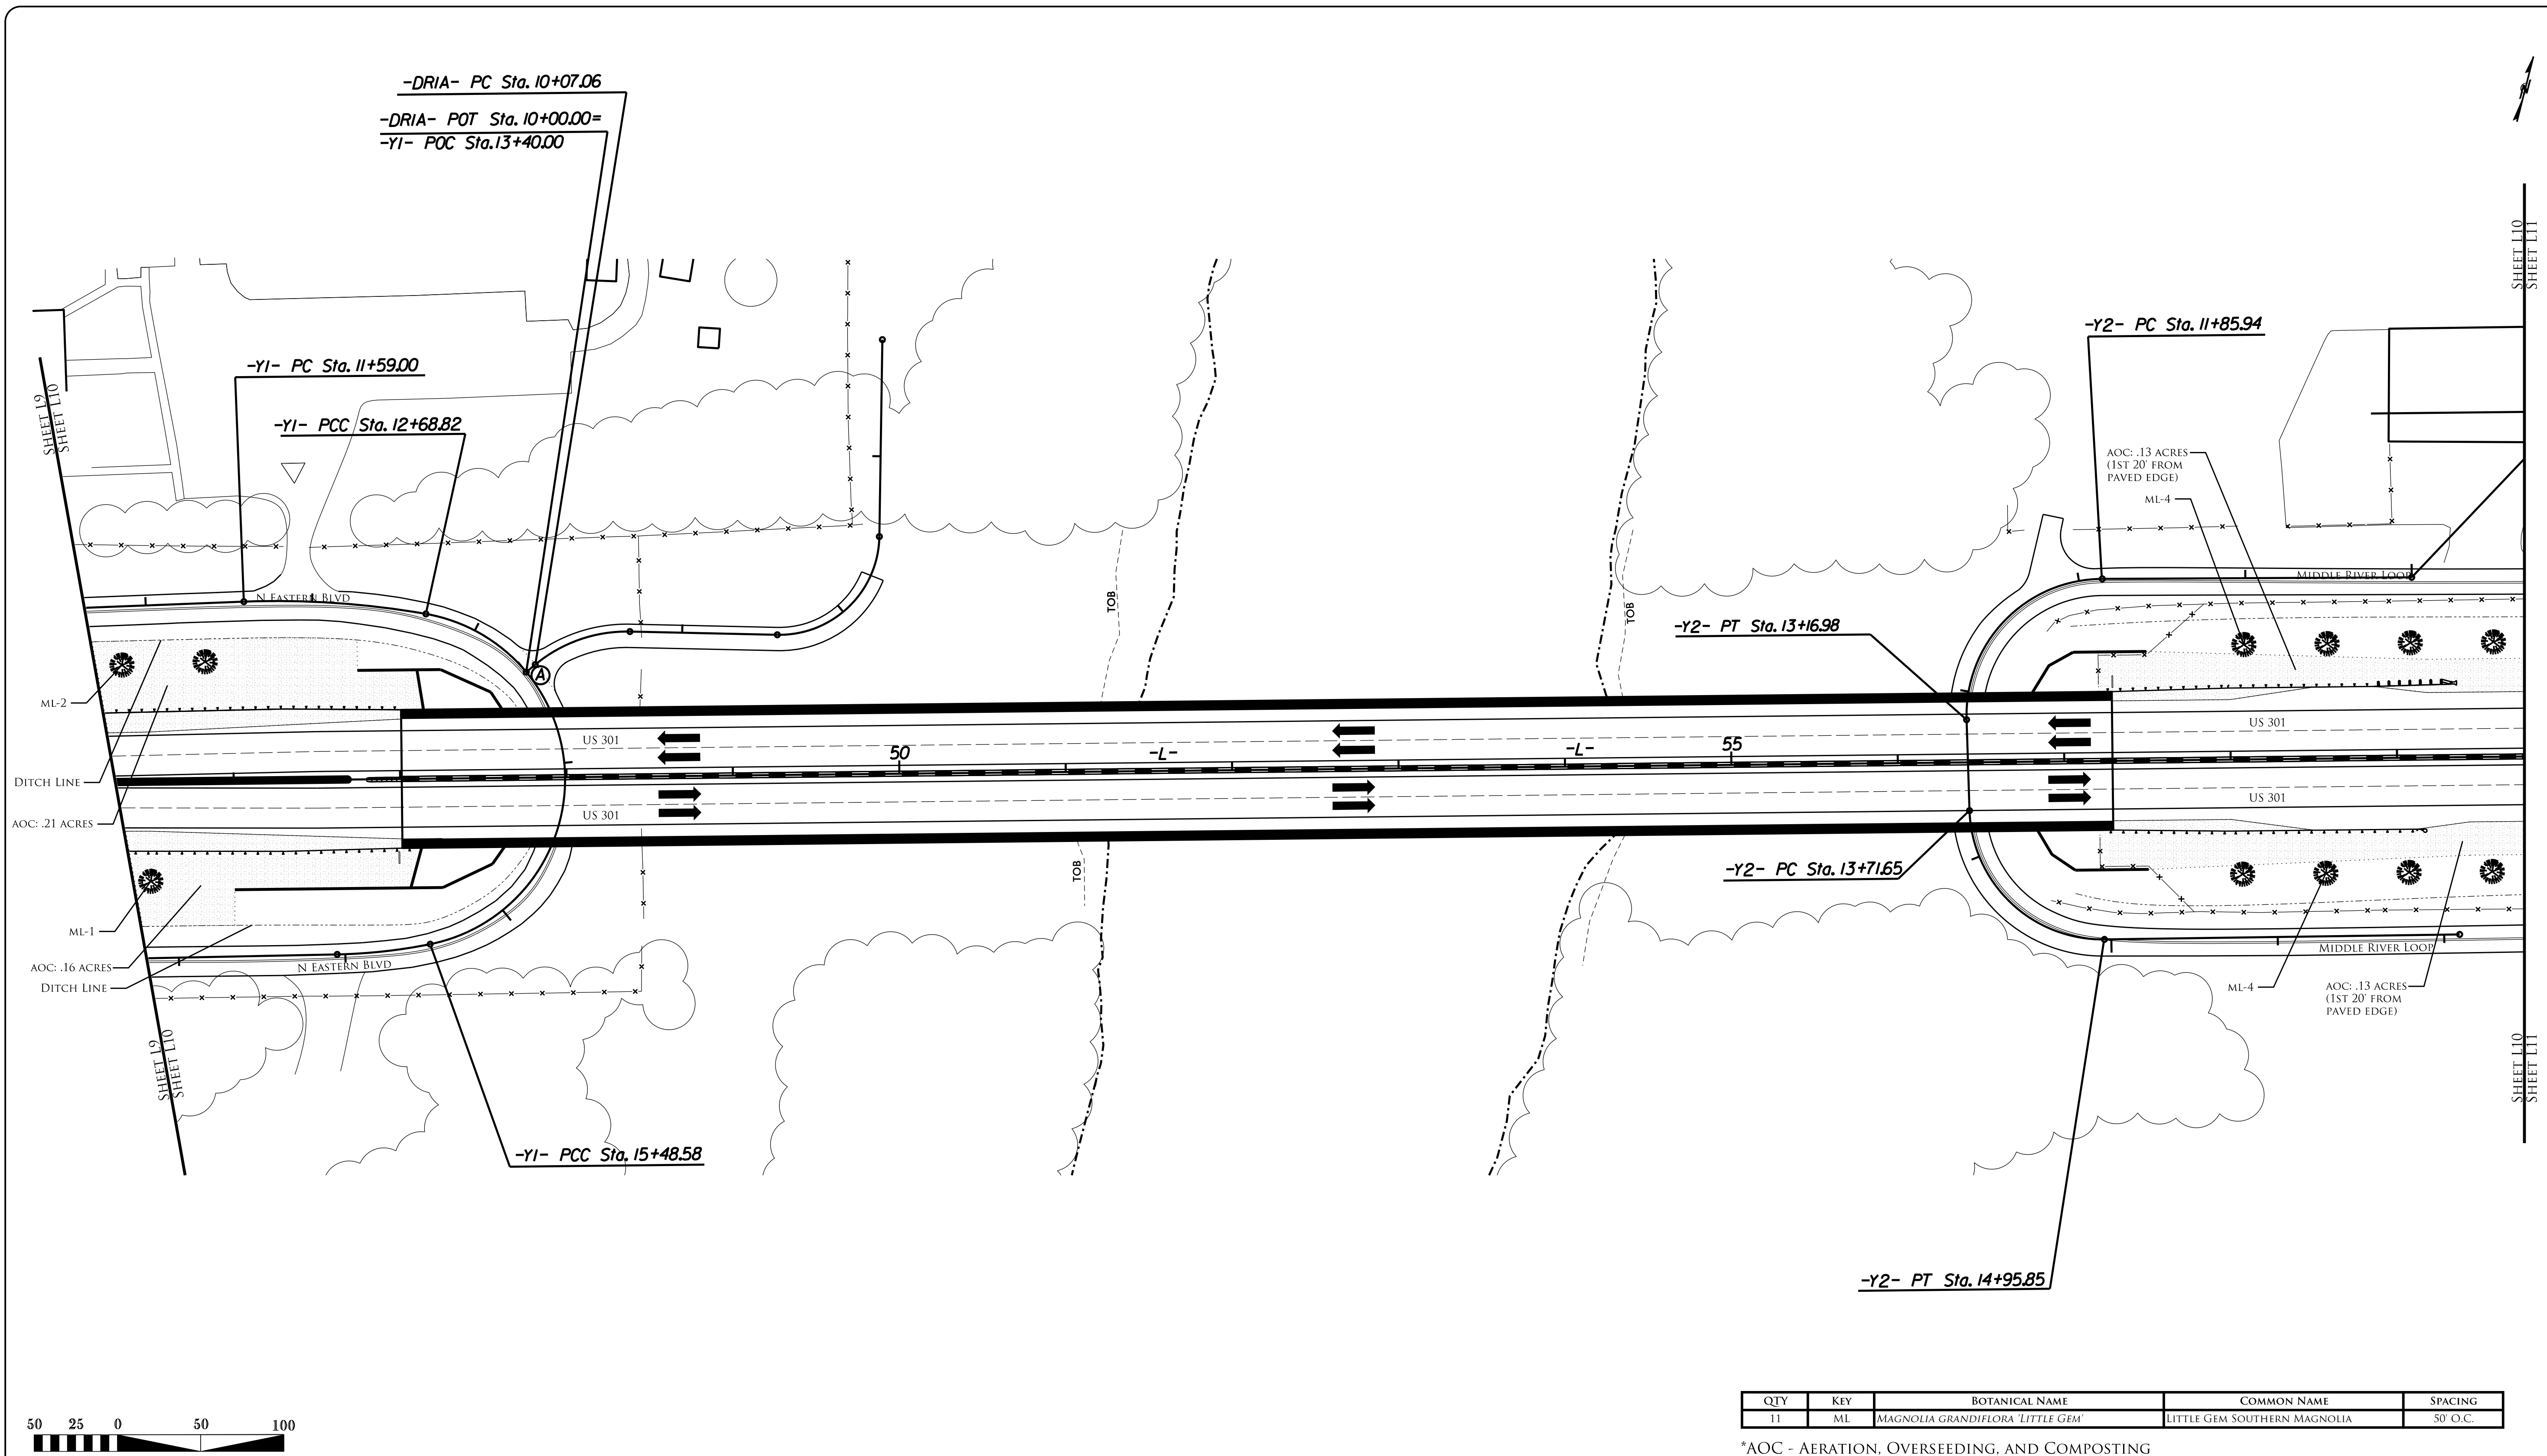 -DR1A- PC Sta. 10+07.06
-DR1A- POT Sta. 10+00.00=
-Y1- POC Sta. 13+40.00
-Y1- PC Sta. 11+59.00
-Y1- PCC Sta. 12+68.82
SHEET L9
SHEET L10
SHEET L10
SHEET L11
-Y2- PC Sta. 11+85.94
AOC: .13 ACRES
(1ST 20' FROM
PAVED EDGE)
ML-4
N EASTERN BLVD
MIDDLE RIVER LOOP
TOB
TOB
-Y2- PT Sta. 13+16.98
A
ML-2
US 301
US 301
50
-L-
-L-
55
DITCH LINE
AOC: .21 ACRES
US 301
US 301
TOB
-Y2- PC Sta. 13+71.65
ML-1
AOC: .16 ACRES
DITCH LINE
N EASTERN BLVD
MIDDLE RIVER LOOP
ML-4
AOC: .13 ACRES
(1ST 20' FROM
PAVED EDGE)
SHEET L9
SHEET L10
SHEET L10
SHEET L11
-Y1- PCC Sta. 15+48.58
-Y2- PT Sta. 14+95.85
QTY KEY BOTANICAL NAME COMMON NAME SPACING
11 ML MAGNOLIA GRANDIFLORA 'LITTLE GEM' LITTLE GEM SOUTHERN MAGNOLIA 50' O.C.
*AOC - AERATION, OVERSEEDING, AND COMPOSTING
50 25 0 50 100